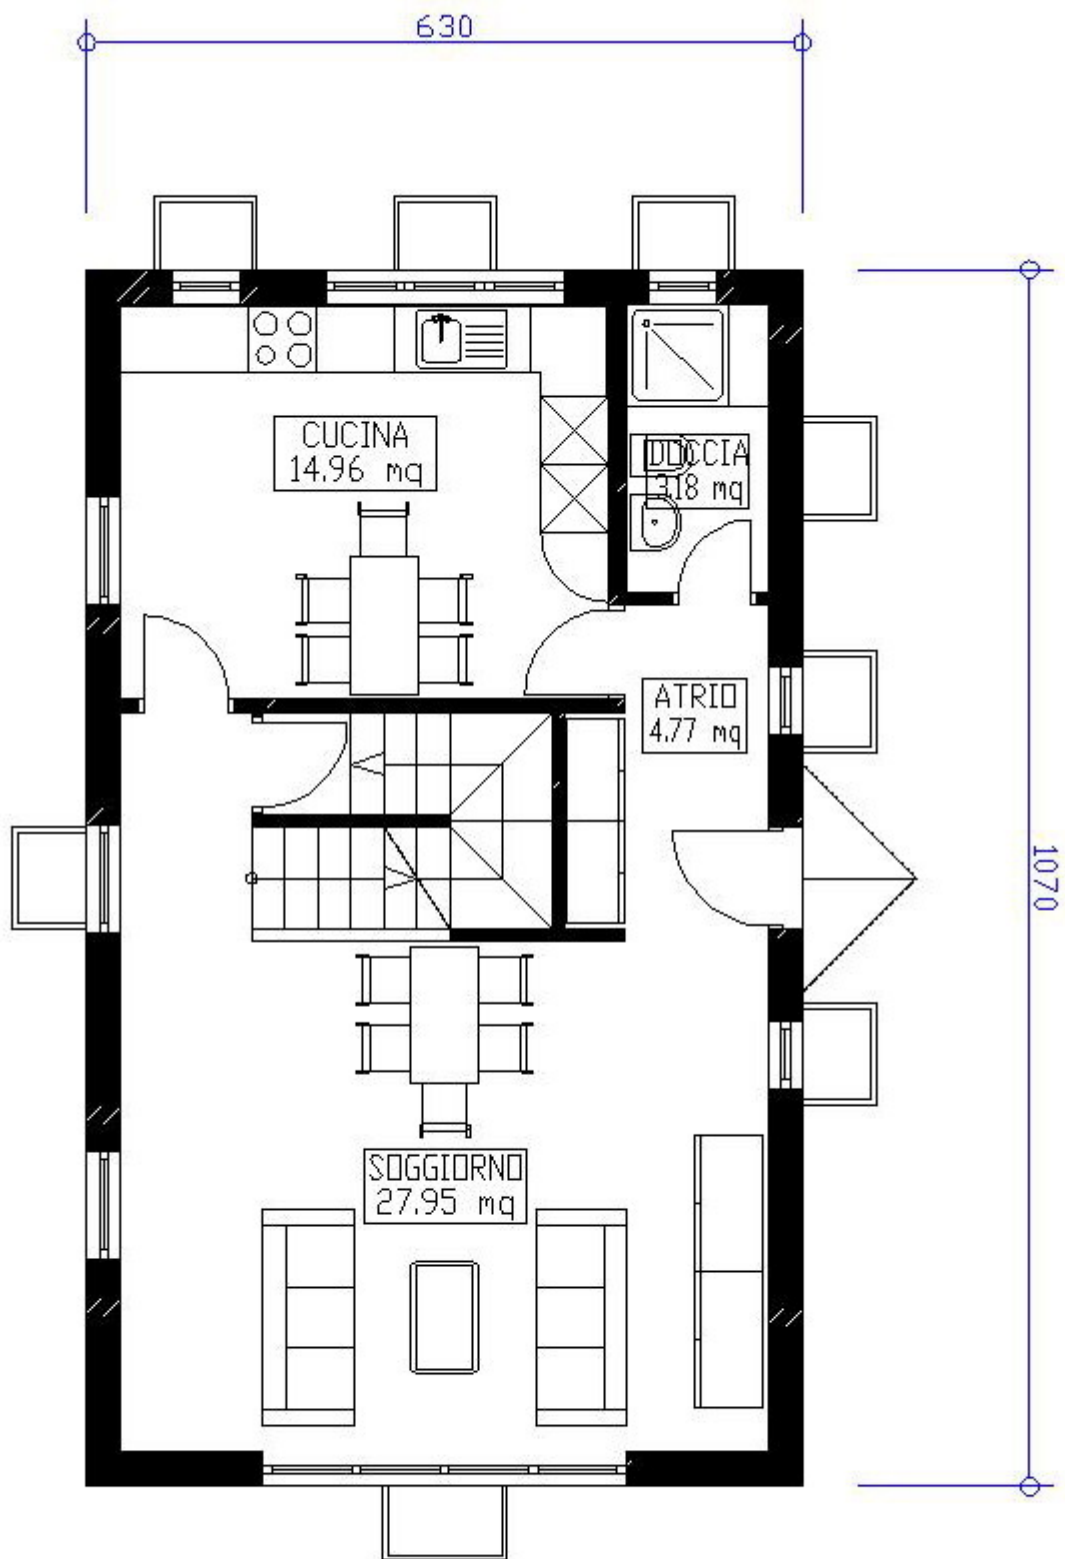 630
CUCINA
14.96 mq
DOCCIA
3.18 mq
ATRIO
4.77 mq
1070
SOGGIORNO
27.95 mq